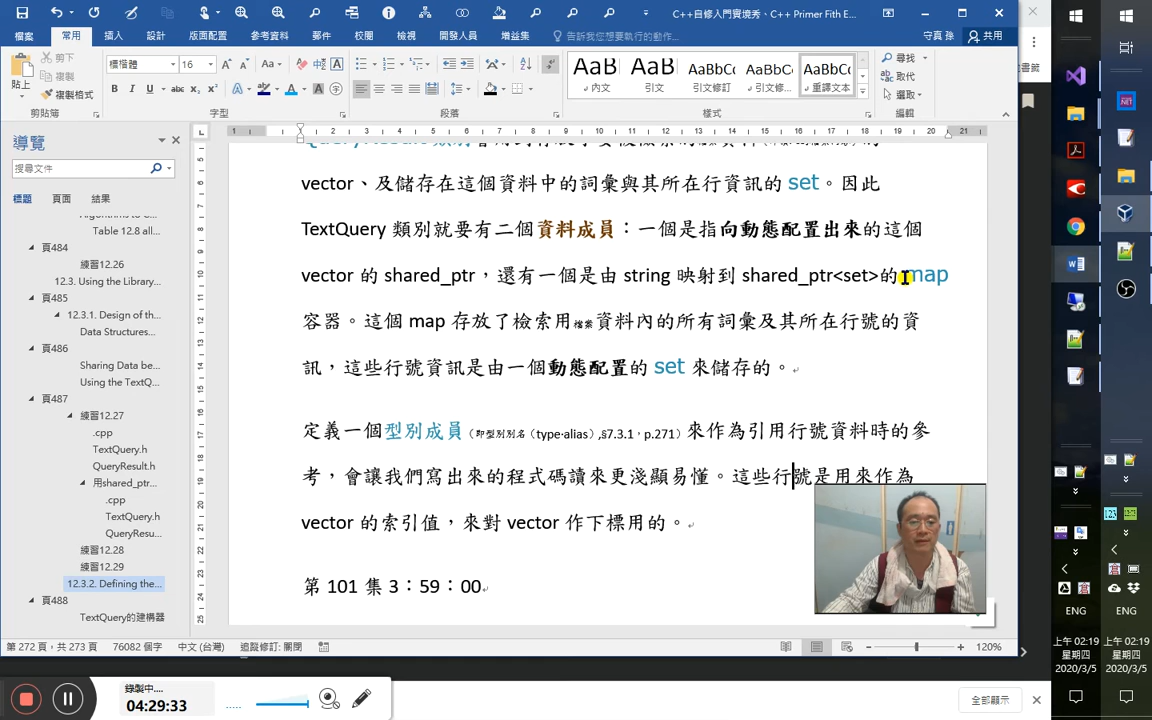 C++自修入門實境秀、C++ Primer Fith E...
檔案 常用 插入 設計 版面配置 參考資料 郵件 校閱 檢視 開發人員 增益集 告訴我您想要執行的動作... 守真 孫 共用
貼上 剪下 複製 複製格式 標楷體 16
AaB AaB AaBbC AaBbCc AaBbCc
內文 引文 引文修訂 引文修... 重譯文本
尋找 取代 選取
剪貼簿 字型 段落 樣式 編輯
導覽
搜尋文件
標題 頁面 結果
Table 12.8 all...
頁484
練習12.26
12.3. Using the Library...
頁485
12.3.1. Design of th...
Data Structures...
頁486
Sharing Data be...
Using the TextQ...
頁487
練習12.27
.cpp
TextQuery.h
QueryResult.h
用shared_ptr...
.cpp
TextQuery.h
QueryResu...
練習12.28
練習12.29
12.3.2. Defining the...
頁488
TextQuery的建構器
vector、及儲存在這個資料中的詞彙與其所在行資訊的 set。因此
TextQuery 類別就要有二個資料成員：一個是指向動態配置出來的這個
vector 的 shared_ptr，還有一個是由 string 映射到 shared_ptr<set>的 map
容器。這個 map 存放了檢索用檔案資料內的所有詞彙及其所在行號的資
訊，這些行號資訊是由一個動態配置的 set 來儲存的。
定義一個型別成員（即型別別名（type alias）,§7.3.1，p.271）來作為引用行號資料時的參
考，會讓我們寫出來的程式碼讀來更淺顯易懂。這些行號是用來作為
vector 的索引值，來對 vector 作下標用的。
第 101 集 3：59：00
第 272 頁，共 273 頁 76082 個字 中文 (台灣) 追蹤修訂: 關閉 120%
錄製中....
04:29:33
全部顯示
ENG ENG
上午 02:19 上午 02:19
星期四 星期四
2020/3/5 2020/3/5